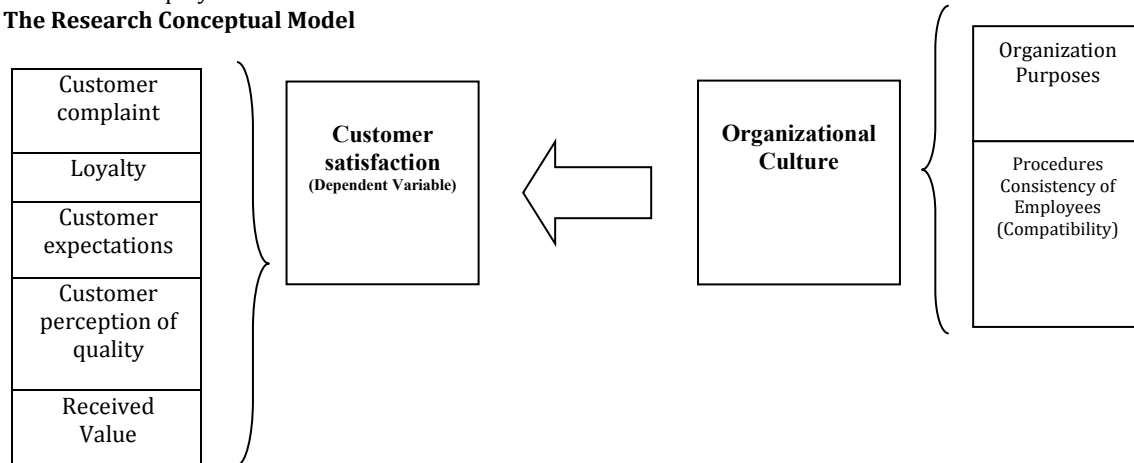 The Research Conceptual Model
Customer
complaint
Loyalty
Customer
expectations
Customer
perception of
quality
Received
Value
Customer
satisfaction
(Dependent Variable)
Organizational
Culture
Organization
Purposes
Procedures
Consistency of
Employees
(Compatibility)